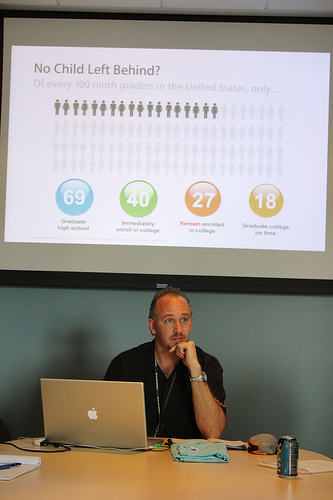 No Child Left Behind?
Of every 100 ninth graders in the United States, only...
69 40 27 18
Graduate
high school
Immediately
enroll in college
Remain enrolled
in college
Graduate college
on time